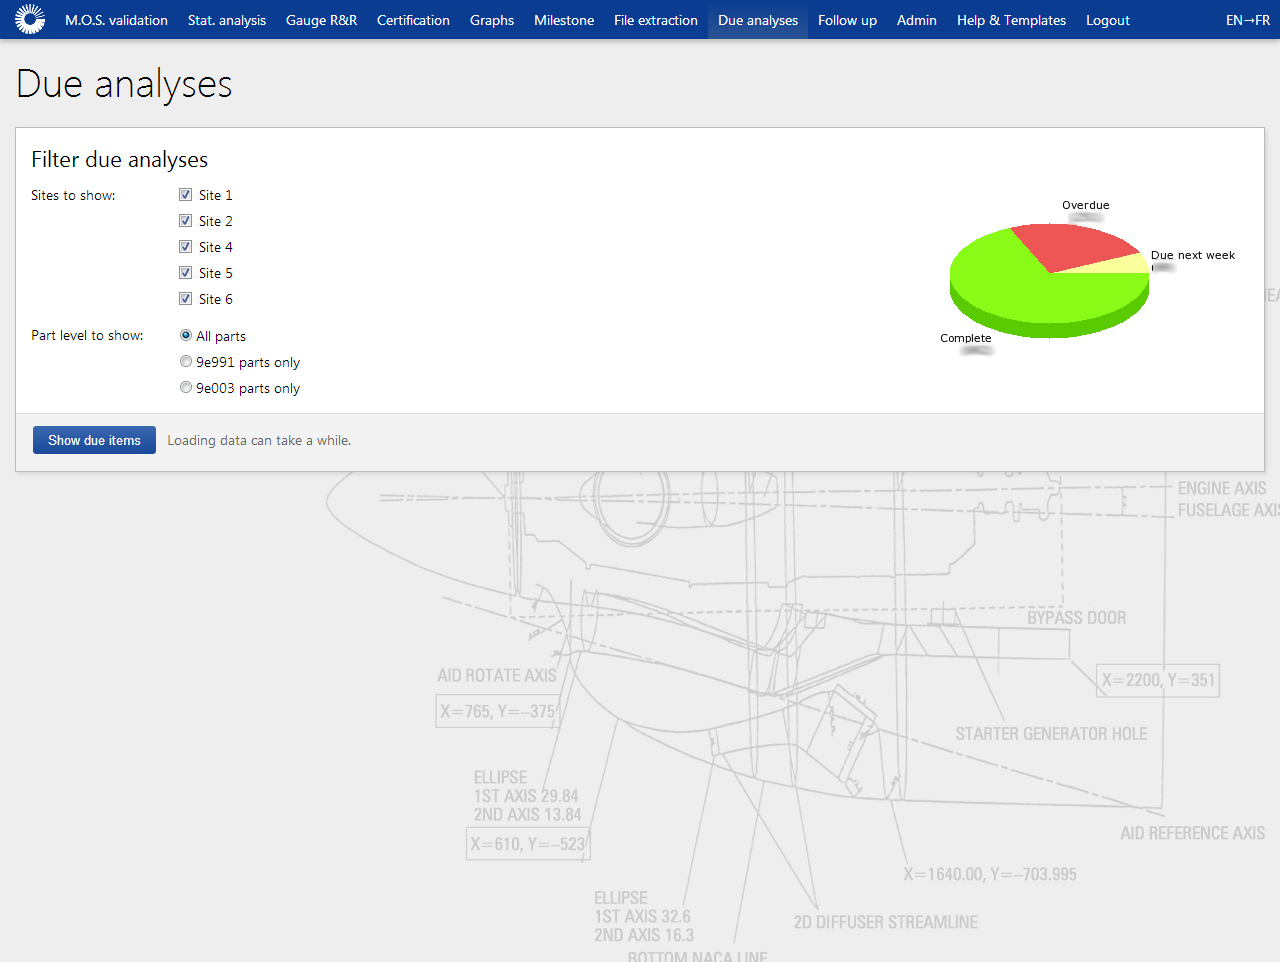 M.O.S. validation Stat. analysis Gauge R&R Certification Graphs Milestone File extraction Due analyses Follow up Admin Help & Templates Logout EN→FR
Due analyses
Filter due analyses
Sites to show:
Site 1
Site 2
Site 4
Site 5
Site 6
Part level to show:
All parts
9e991 parts only
9e003 parts only
Overdue
Due next week
Complete
Show due items
Loading data can take a while.
ENGINE AXIS
FUSELAGE AXIS
BYPASS DOOR
AID ROTATE AXIS
X=2200, Y=351
X=765, Y=–375
STARTER GENERATOR HOLE
ELLIPSE
1ST AXIS 29.84
2ND AXIS 13.84
X=610, Y=–523
AID REFERENCE AXIS
X=1640.00, Y=–703.995
ELLIPSE
1ST AXIS 32.6
2ND AXIS 16.3
2D DIFFUSER STREAMLINE
BOTTOM NACA LINE